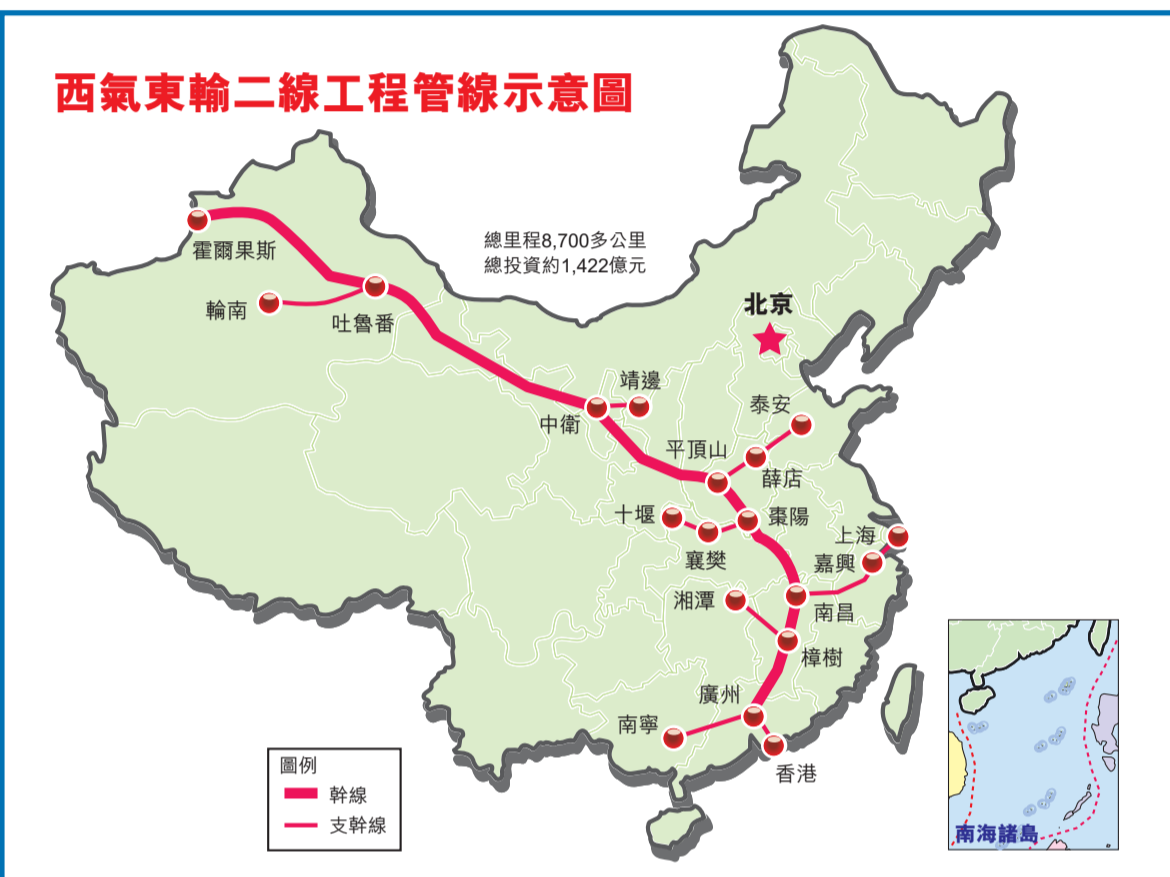 西氣東輸二線工程管線示意圖
總里程8,700多公里
總投資約1,422億元
霍爾果斯
輪南
吐魯番
北京
靖邊
中衛
泰安
平頂山
薛店
十堰
棗陽
襄樊
上海
嘉興
湘潭
南昌
樟樹
廣州
南寧
香港
圖例
幹線
支幹線
南海諸島